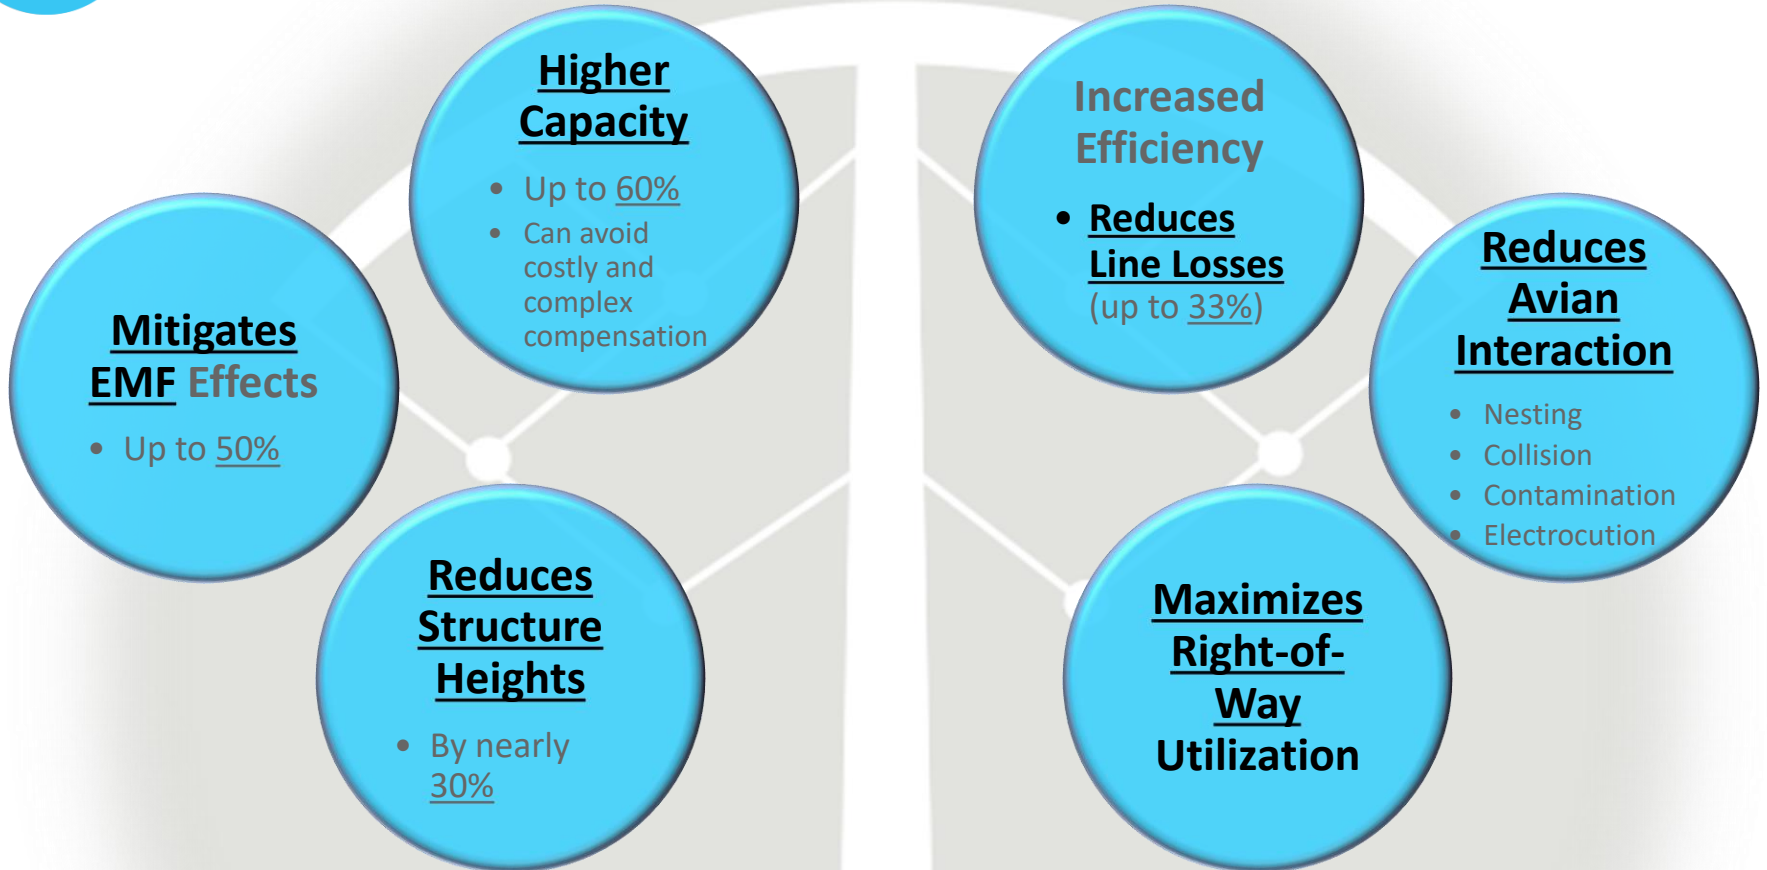 Higher
Capacity
• Up to 60%
• Can avoid
costly and
complex
compensation
Increased
Efficiency
• Reduces
Line Losses
(up to 33%)
Mitigates
EMF Effects
• Up to 50%
Reduces
Avian
Interaction
• Nesting
• Collision
• Contamination
• Electrocution
Reduces
Structure
Heights
• By nearly
30%
Maximizes
Right-of-
Way
Utilization